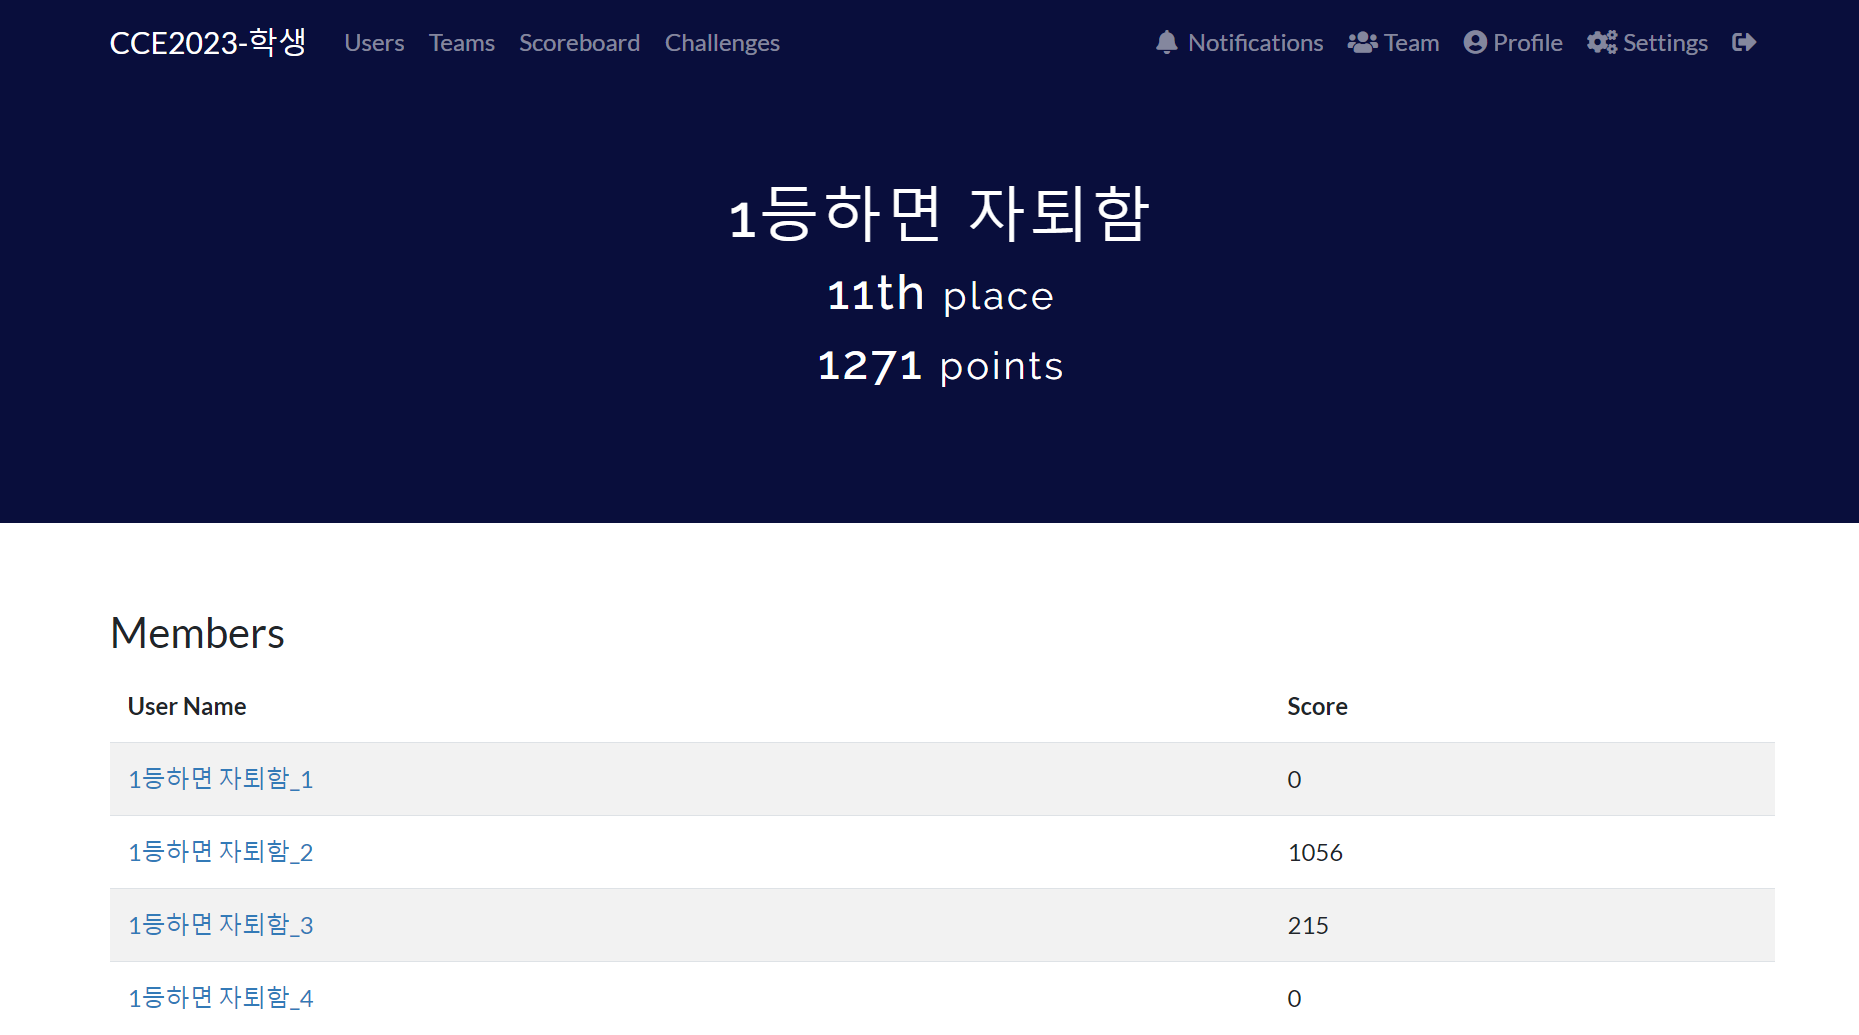 CCE2023-학생 Users Teams Scoreboard Challenges Notifications Team Profile Settings
1등하면 자퇴함
11th place
1271 points
Members
User Name Score
1등하면 자퇴함_1 0
1등하면 자퇴함_2 1056
1등하면 자퇴함_3 215
1등하면 자퇴함_4 0